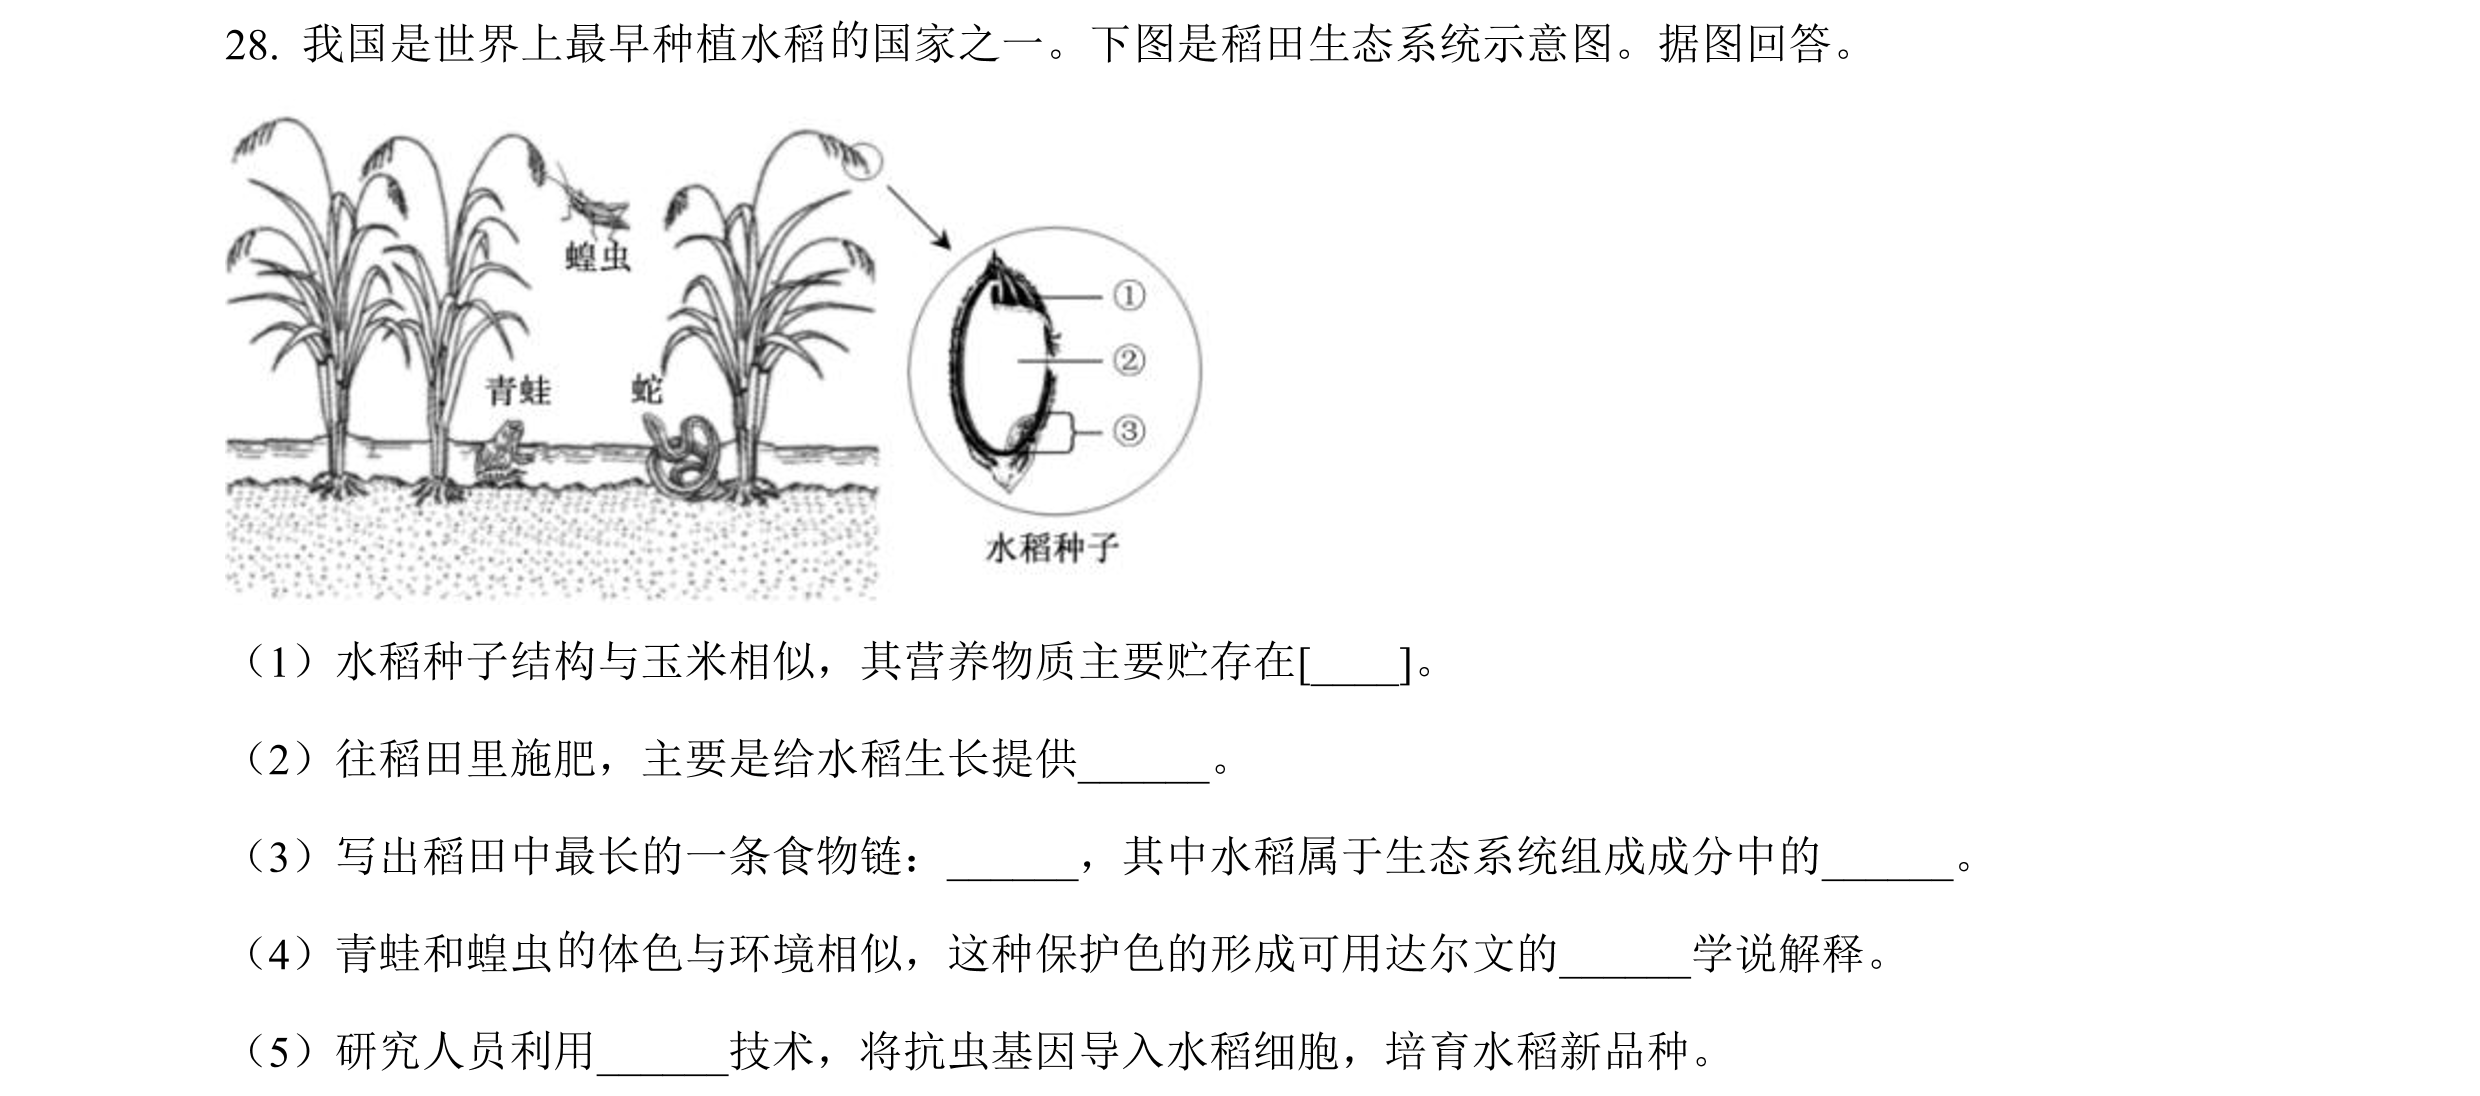 28. 我国是世界上最早种植水稻的国家之一。下图是稻田生态系统示意图。据图回答。
蝗虫
青蛙
蛇
①
②
③
水稻种子
（1）水稻种子结构与玉米相似，其营养物质主要贮存在[____]。
（2）往稻田里施肥，主要是给水稻生长提供______。
（3）写出稻田中最长的一条食物链：______，其中水稻属于生态系统组成成分中的______。
（4）青蛙和蝗虫的体色与环境相似，这种保护色的形成可用达尔文的______学说解释。
（5）研究人员利用______技术，将抗虫基因导入水稻细胞，培育水稻新品种。